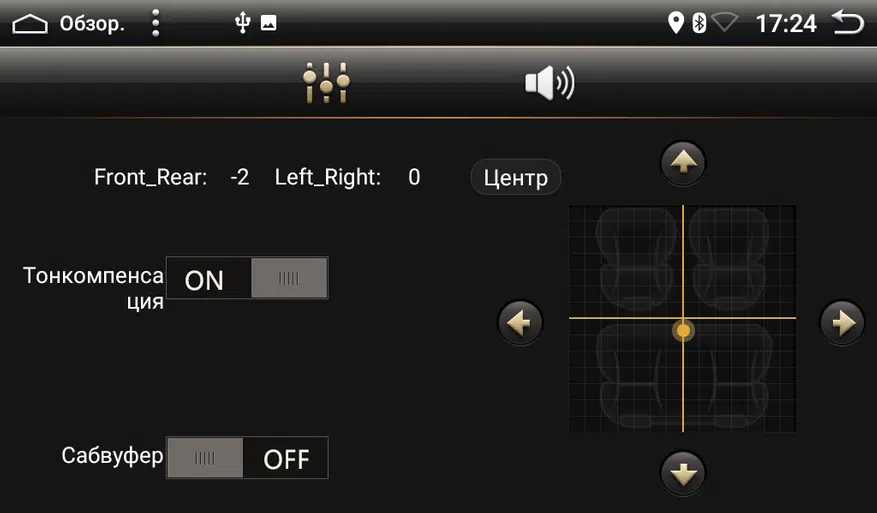 Обзор. 17:24
Front_Rear: -2 Left_Right: 0 Центр
Тонкомпенса
ция
ON
Сабвуфер OFF